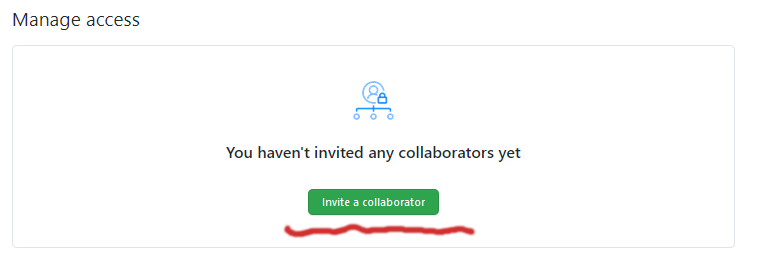 Manage access
You haven't invited any collaborators yet
Invite a collaborator